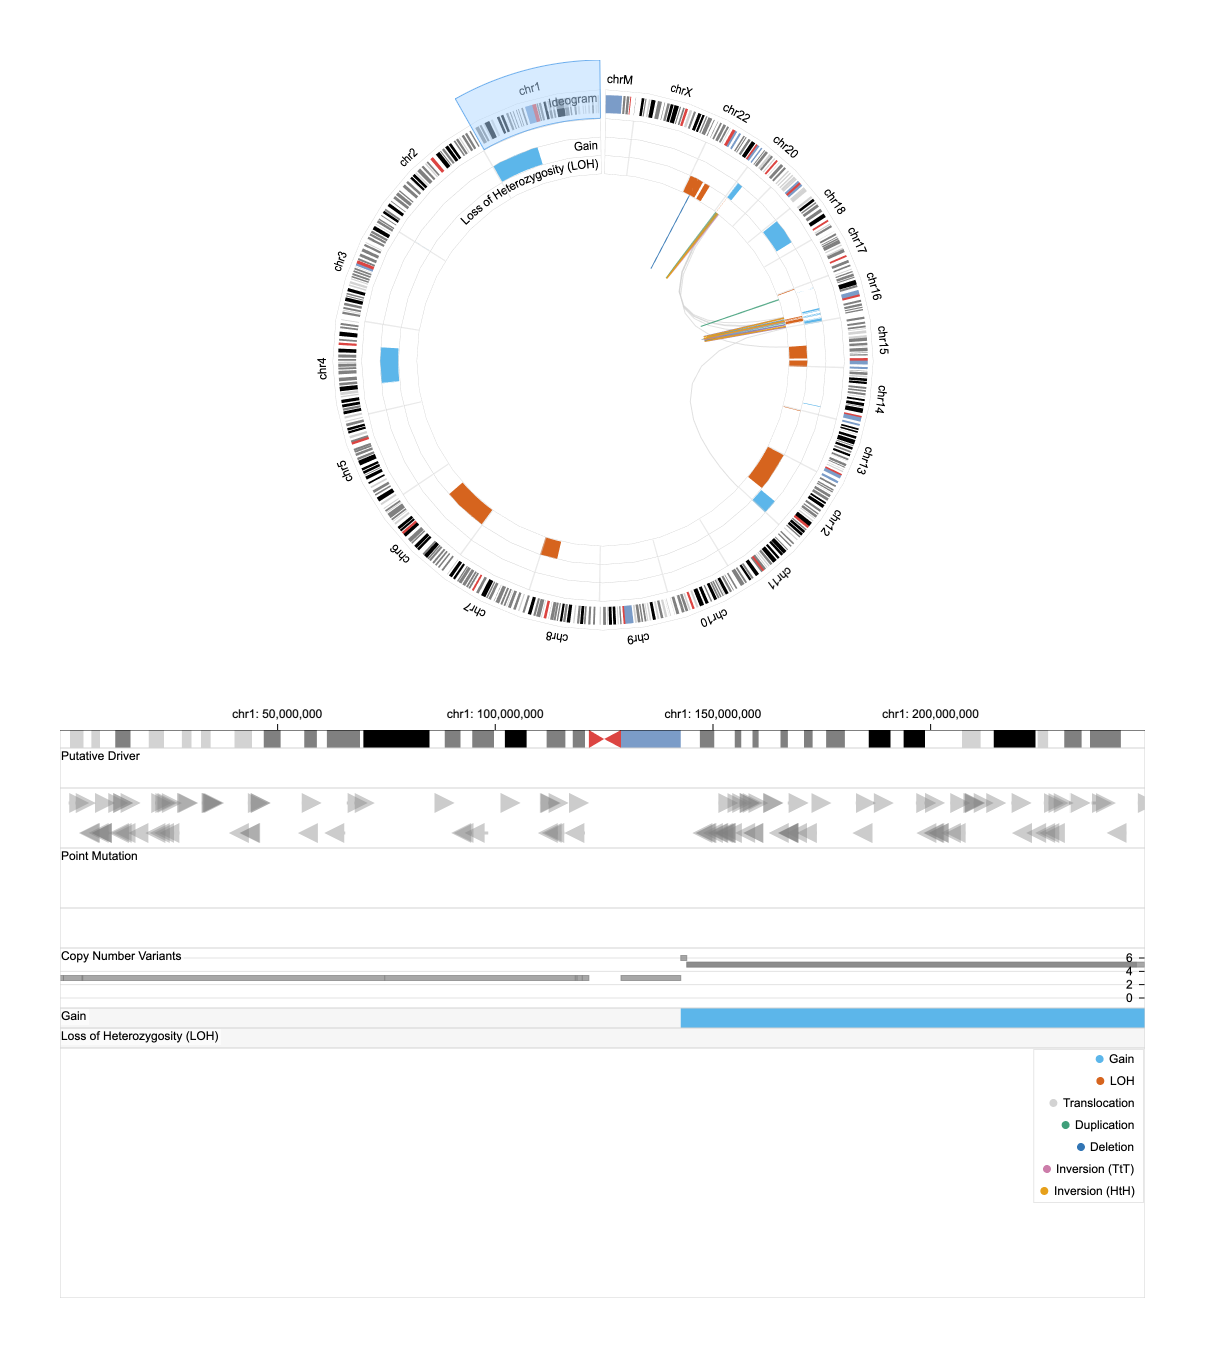 chr1
Ideogram
chrM
chrX
chr22
chr20
chr18
chr17
chr16
chr15
chr14
chr13
chr12
chr11
chr10
chr9
chr8
chr7
chr6
chr5
chr4
chr3
chr2
Gain
Loss of Heterozygosity (LOH)
chr1: 50,000,000 chr1: 100,000,000 chr1: 150,000,000 chr1: 200,000,000
Putative Driver
Point Mutation
Copy Number Variants
6
4
2
0
Gain
Loss of Heterozygosity (LOH)
Gain
LOH
Translocation
Duplication
Deletion
Inversion (TtT)
Inversion (HtH)